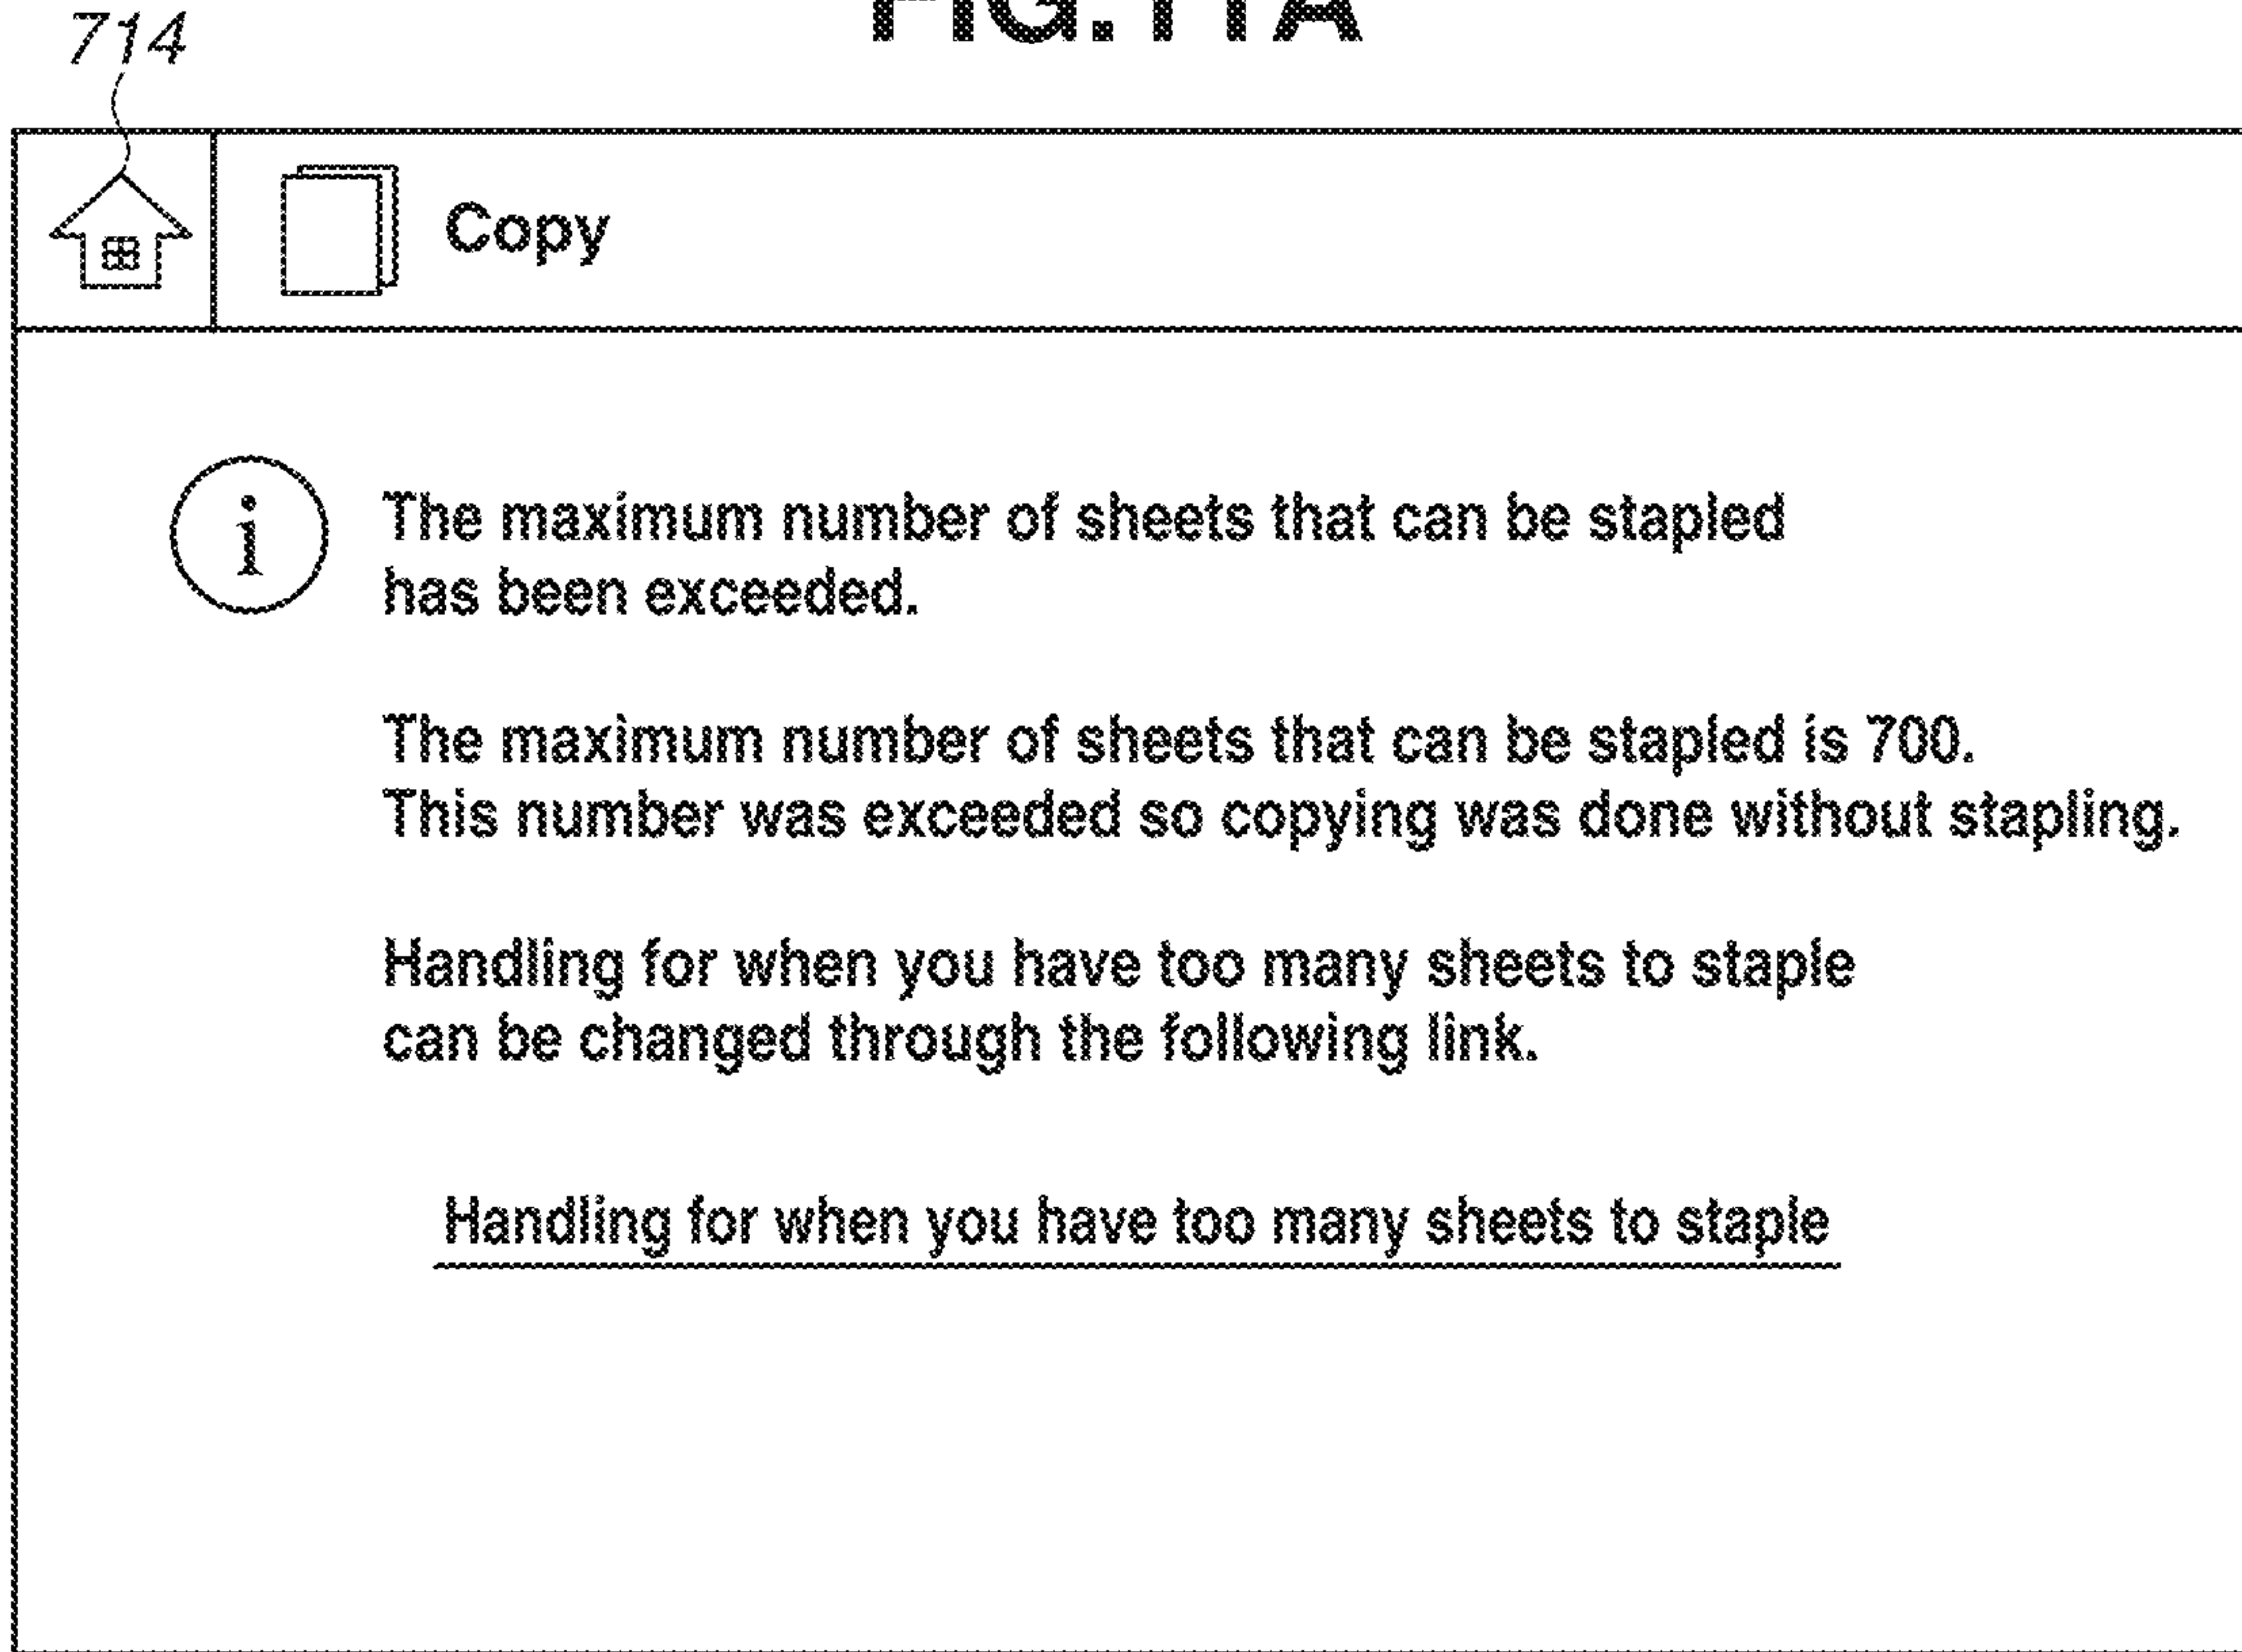 FIG.11A
714
Copy
i
The maximum number of sheets that can be stapled
has been exceeded.
The maximum number of sheets that can be stapled is 700.
This number was exceeded so copying was done without stapling.
Handling for when you have too many sheets to staple
can be changed through the following link.
Handling for when you have too many sheets to staple